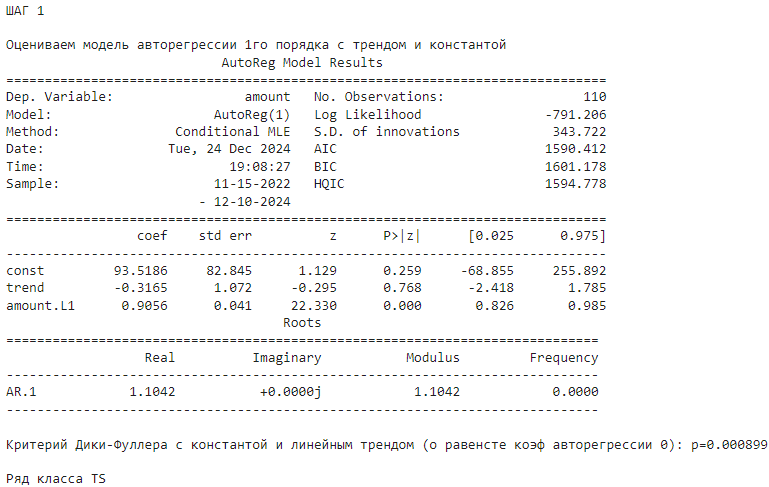 ШАГ 1
Оцениваем модель авторегрессии 1го порядка с трендом и константой
AutoReg Model Results
==============================================================================
Dep. Variable: amount No. Observations: 110
Model: AutoReg(1) Log Likelihood -791.206
Method: Conditional MLE S.D. of innovations 343.722
Date: Tue, 24 Dec 2024 AIC 1590.412
Time: 19:08:27 BIC 1601.178
Sample: 11-15-2022 HQIC 1594.778
- 12-10-2024
==============================================================================
coef std err z P>|z| [0.025 0.975]
------------------------------------------------------------------------------
const 93.5186 82.845 1.129 0.259 -68.855 255.892
trend -0.3165 1.072 -0.295 0.768 -2.418 1.785
amount.L1 0.9056 0.041 22.330 0.000 0.826 0.985
Roots
=============================================================================
Real Imaginary Modulus Frequency
-----------------------------------------------------------------------------
AR.1 1.1042 +0.0000j 1.1042 0.0000
-----------------------------------------------------------------------------
Критерий Дики-Фуллера с константой и линейным трендом (о равенсте коэф авторегрессии 0): p=0.000899
Ряд класса TS